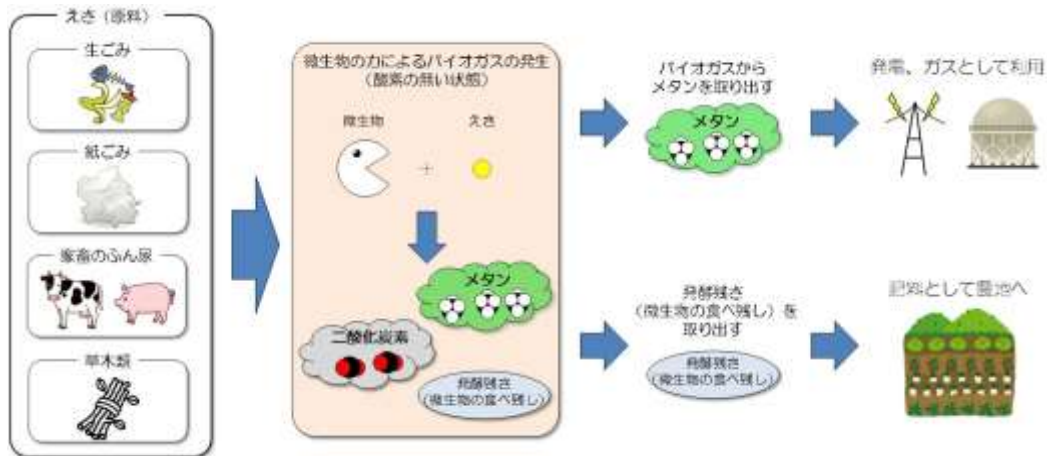 えさ（原料）
生ごみ
紙ごみ
家畜のふん尿
草木類
微生物の力によるバイオガスの発生
（酸素の無い状態）
微生物
えさ
+
メタン
二酸化炭素
発酵残さ
（微生物の食べ残し）
バイオガスから
メタンを取り出す
メタン
発電、ガスとして利用
発酵残さ
（微生物の食べ残し）を
取り出す
発酵残さ
（微生物の食べ残し）
肥料として農地へ